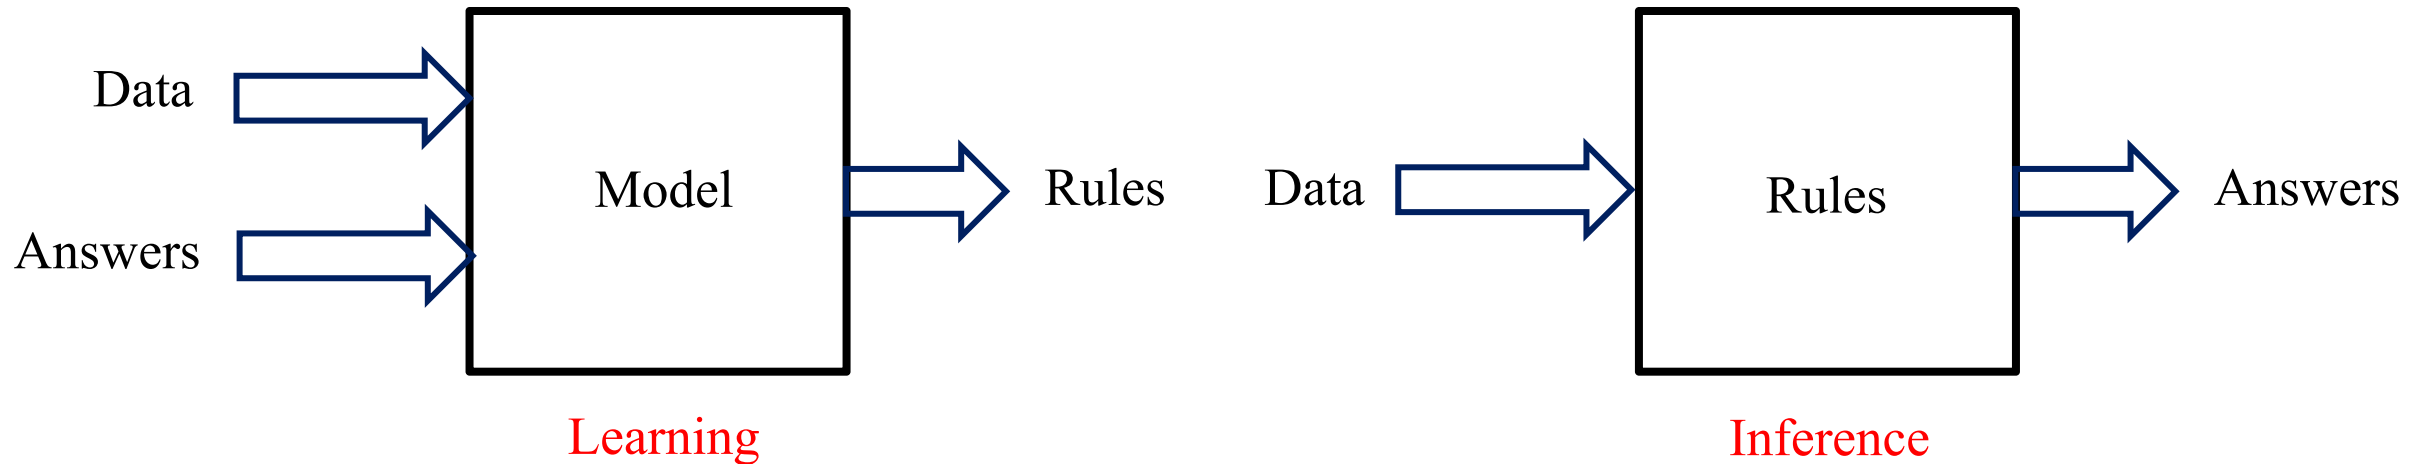 Data
Answers
Model
Rules
Learning
Data
Rules
Answers
Inference